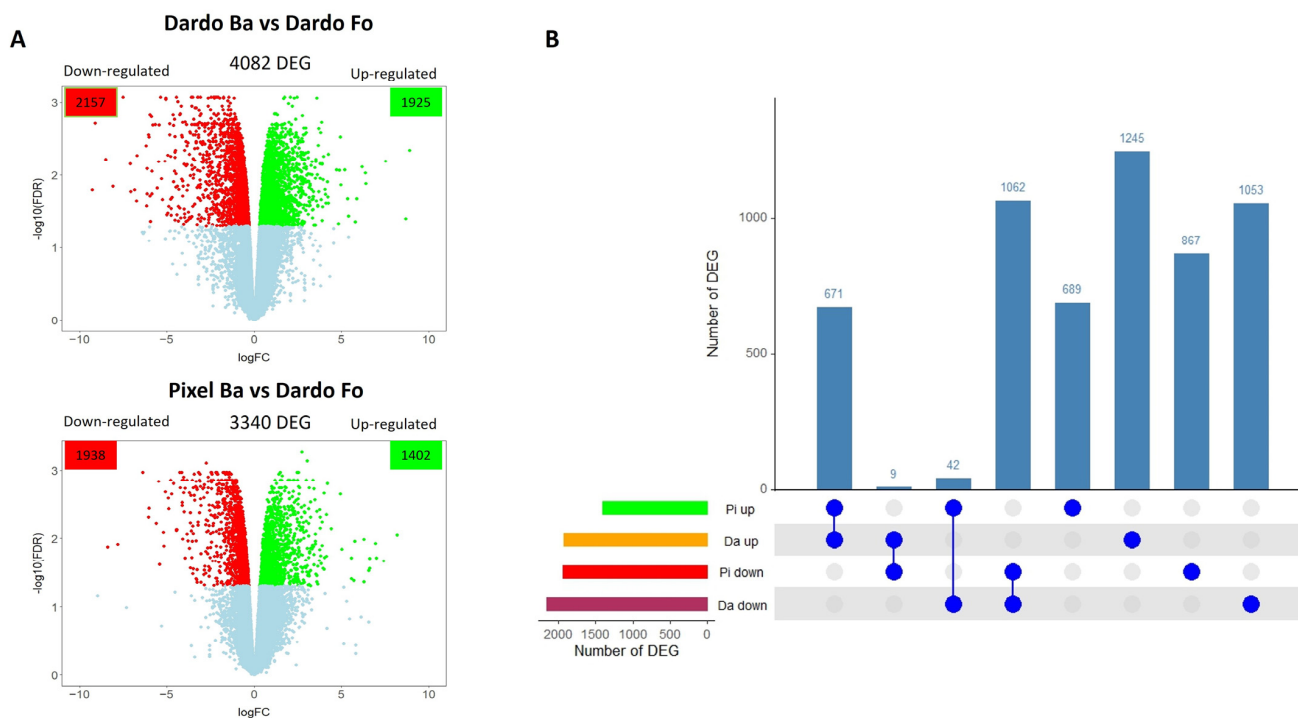 A
Dardo Ba vs Dardo Fo
4082 DEG
Down-regulated
Up-regulated
2157
1925
3
2
1
0
-log10(FDR)
−10
−5
0
5
10
logFC
Pixel Ba vs Dardo Fo
3340 DEG
Down-regulated
Up-regulated
1938
1402
3
2
1
0
-log10(FDR)
−10
−5
0
5
10
logFC
B
Number of DEG
1000
500
0
671
9
42
1062
689
1245
867
1053
Pi up
Da up
Pi down
Da down
2000 1500 1000 500 0
Number of DEG